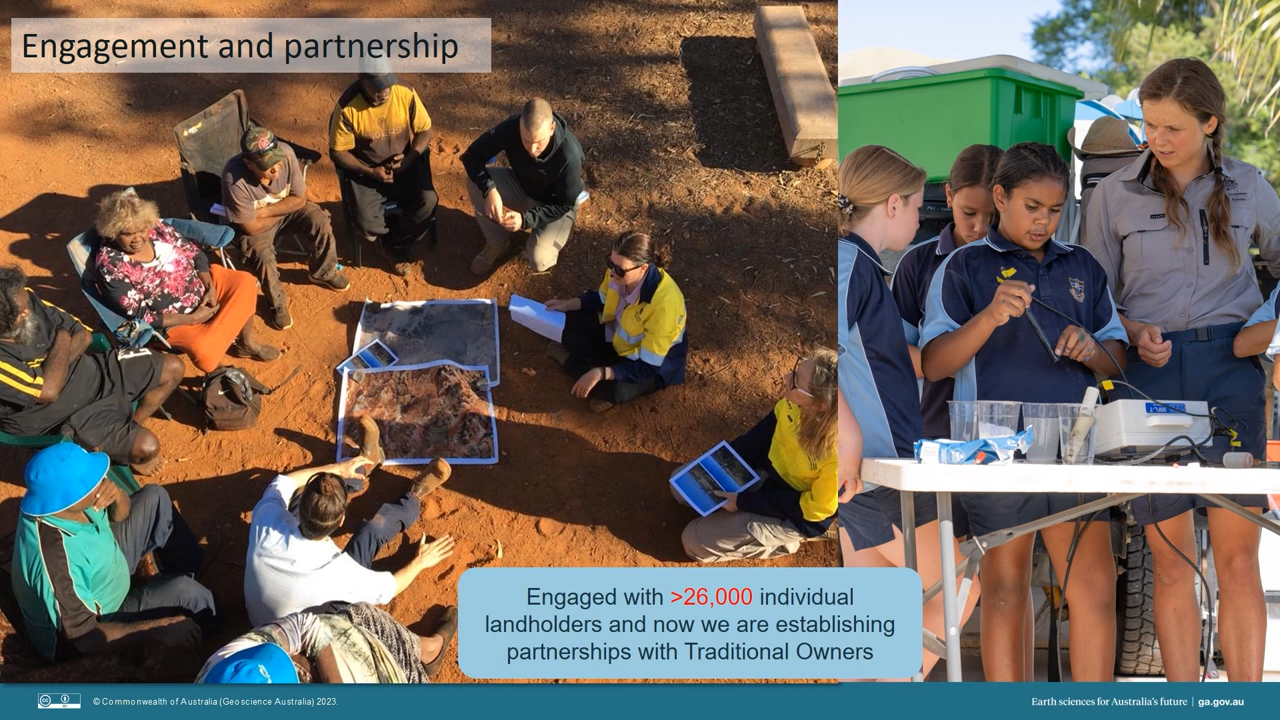 Engagement and partnership
Engaged with >26,000 individual
landholders and now we are establishing
partnerships with Traditional Owners
© Commonwealth of Australia (Geoscience Australia) 2023.
Earth sciences for Australia's future | ga.gov.au